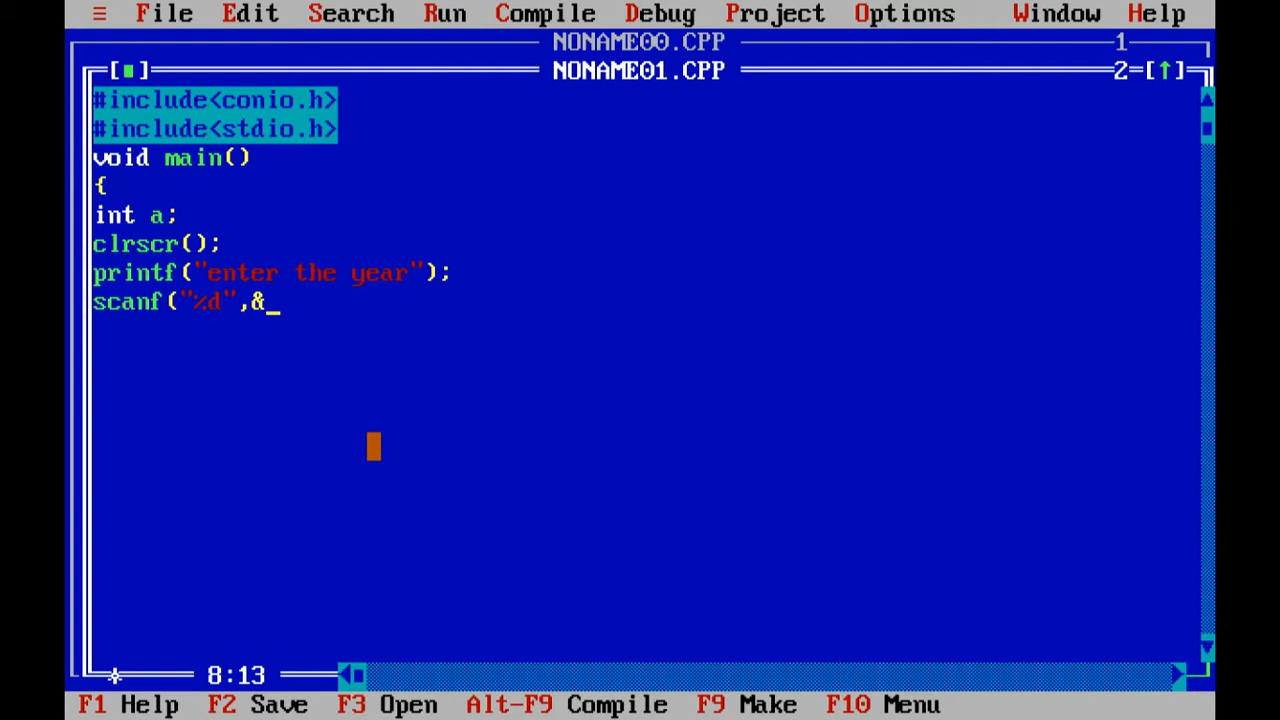 ≡ File Edit Search Run Compile Debug Project Options Window Help
NONAME00.CPP 1
[■] NONAME01.CPP 2=[↑]
#include<conio.h>
#include<stdio.h>
void main()
{
int a;
clrscr();
printf("enter the year");
scanf("%d",&_
8:13
F1 Help F2 Save F3 Open Alt-F9 Compile F9 Make F10 Menu